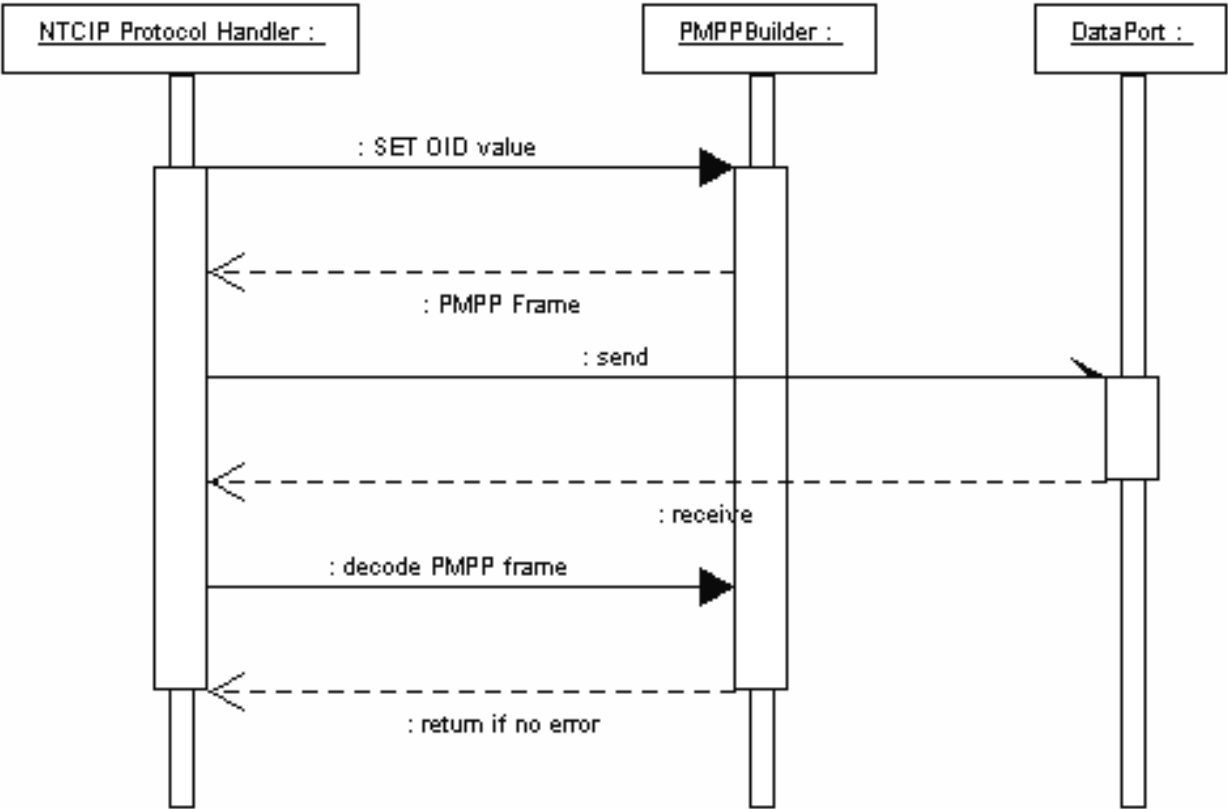 NTCIP Protocol Handler :
PMPPBuilder :
DataPort :
: SET OID value
: PMPP Frame
: send
: receive
: decode PMPP frame
: return if no error